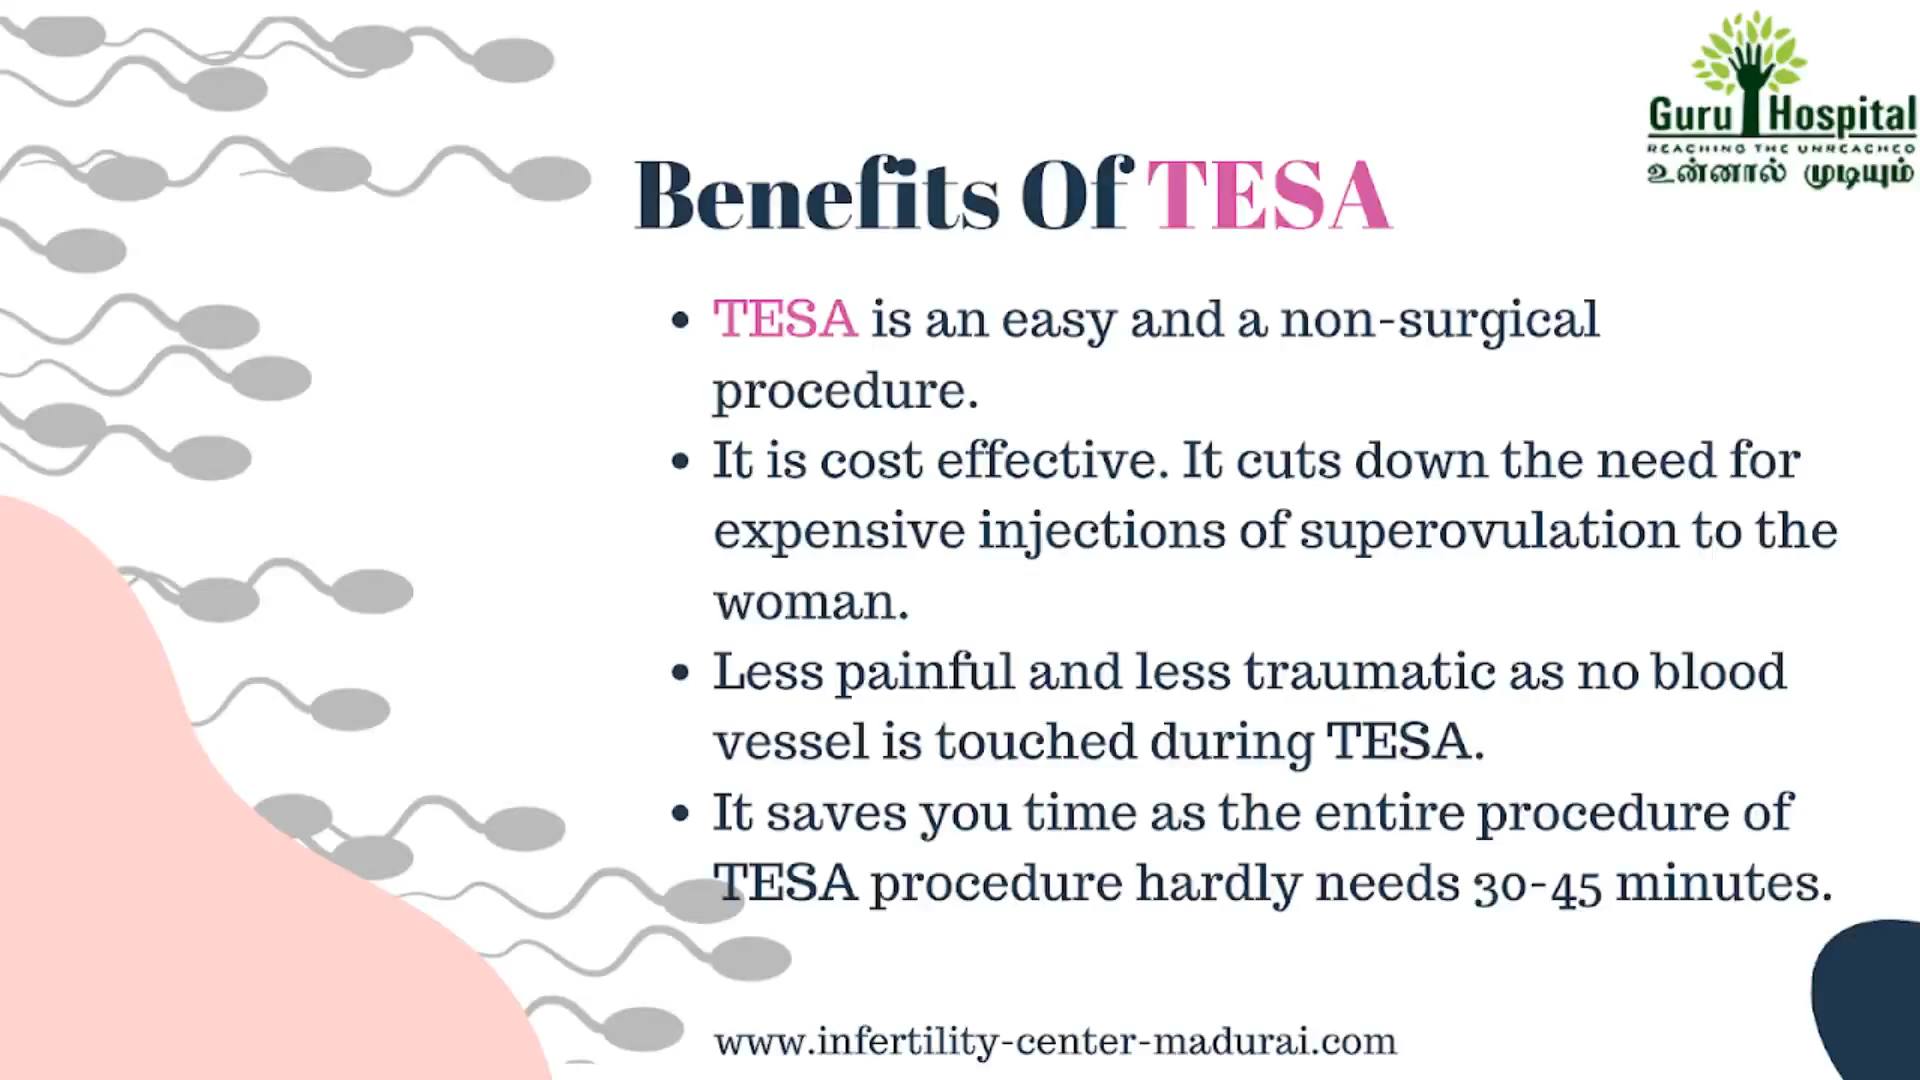 Guru Hospital
REACHING THE UNREACHED
உன்னால் முடியும்
Benefits Of TESA
• TESA is an easy and a non-surgical
procedure.
• It is cost effective. It cuts down the need for
expensive injections of superovulation to the
woman.
• Less painful and less traumatic as no blood
vessel is touched during TESA.
• It saves you time as the entire procedure of
TESA procedure hardly needs 30-45 minutes.
www.infertility-center-madurai.com